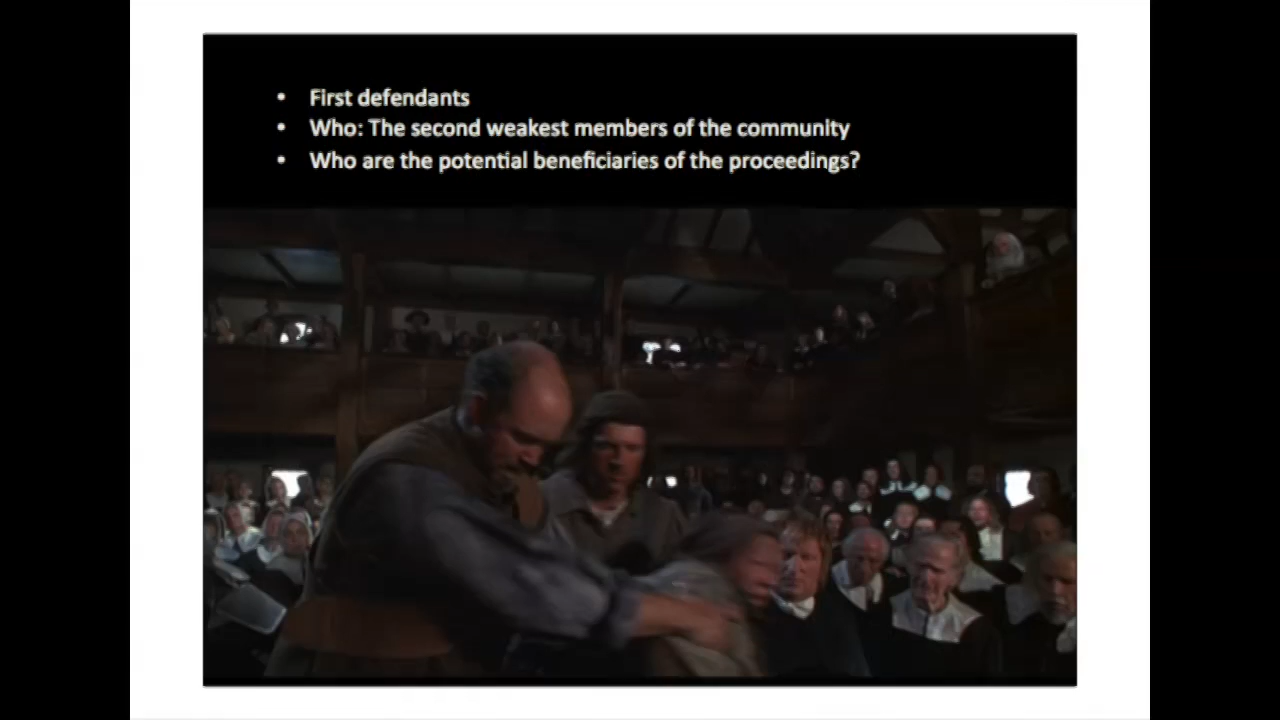 • First defendants
• Who: The second weakest members of the community
• Who are the potential beneficiaries of the proceedings?